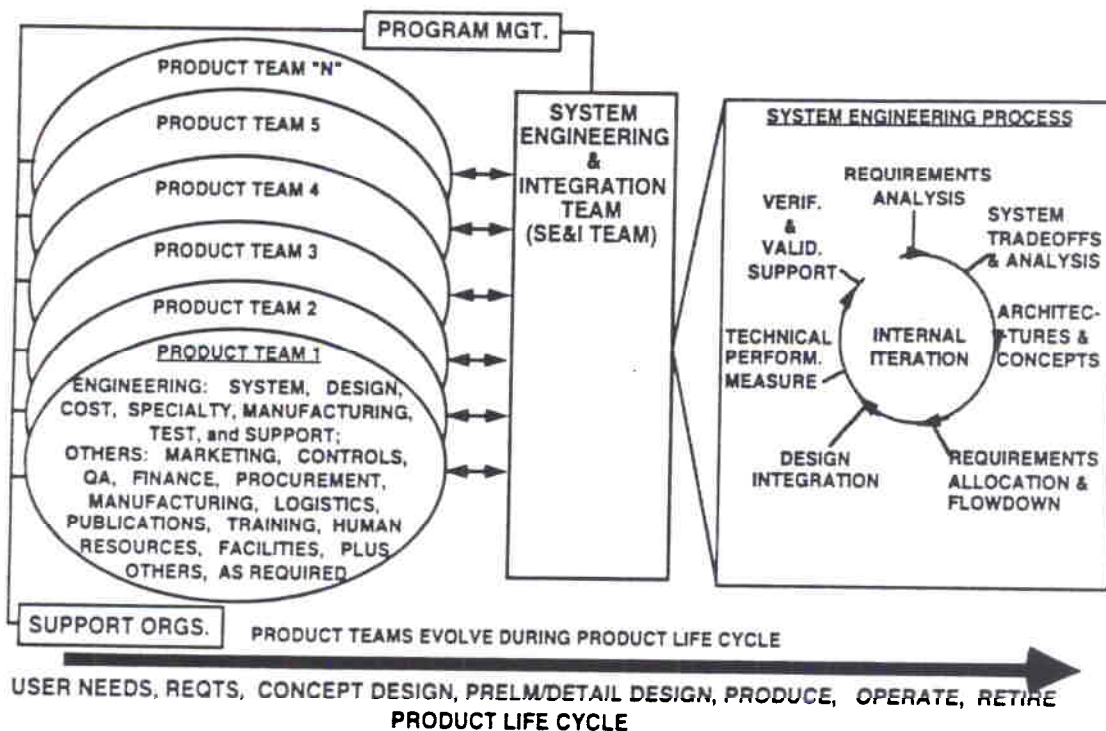 PROGRAM MGT.
PRODUCT TEAM "N"
PRODUCT TEAM 5
PRODUCT TEAM 4
PRODUCT TEAM 3
PRODUCT TEAM 2
PRODUCT TEAM 1
ENGINEERING: SYSTEM, DESIGN,
COST, SPECIALTY, MANUFACTURING,
TEST, and SUPPORT;
OTHERS: MARKETING, CONTROLS,
QA, FINANCE, PROCUREMENT,
MANUFACTURING, LOGISTICS,
PUBLICATIONS, TRAINING, HUMAN
RESOURCES, FACILITIES, PLUS
OTHERS, AS REQUIRED
SUPPORT ORGS.
SYSTEM
ENGINEERING
&
INTEGRATION
TEAM
(SE&I TEAM)
SYSTEM ENGINEERING PROCESS
REQUIREMENTS
ANALYSIS
SYSTEM
TRADEOFFS
& ANALYSIS
ARCHITEC-
TURES &
CONCEPTS
REQUIREMENTS
ALLOCATION &
FLOWDOWN
DESIGN
INTEGRATION
TECHNICAL
PERFORM.
MEASURE
VERIF.
&
VALID.
SUPPORT
INTERNAL
ITERATION
PRODUCT TEAMS EVOLVE DURING PRODUCT LIFE CYCLE
USER NEEDS, REQTS, CONCEPT DESIGN, PRELM/DETAIL DESIGN, PRODUCE, OPERATE, RETIRE
PRODUCT LIFE CYCLE